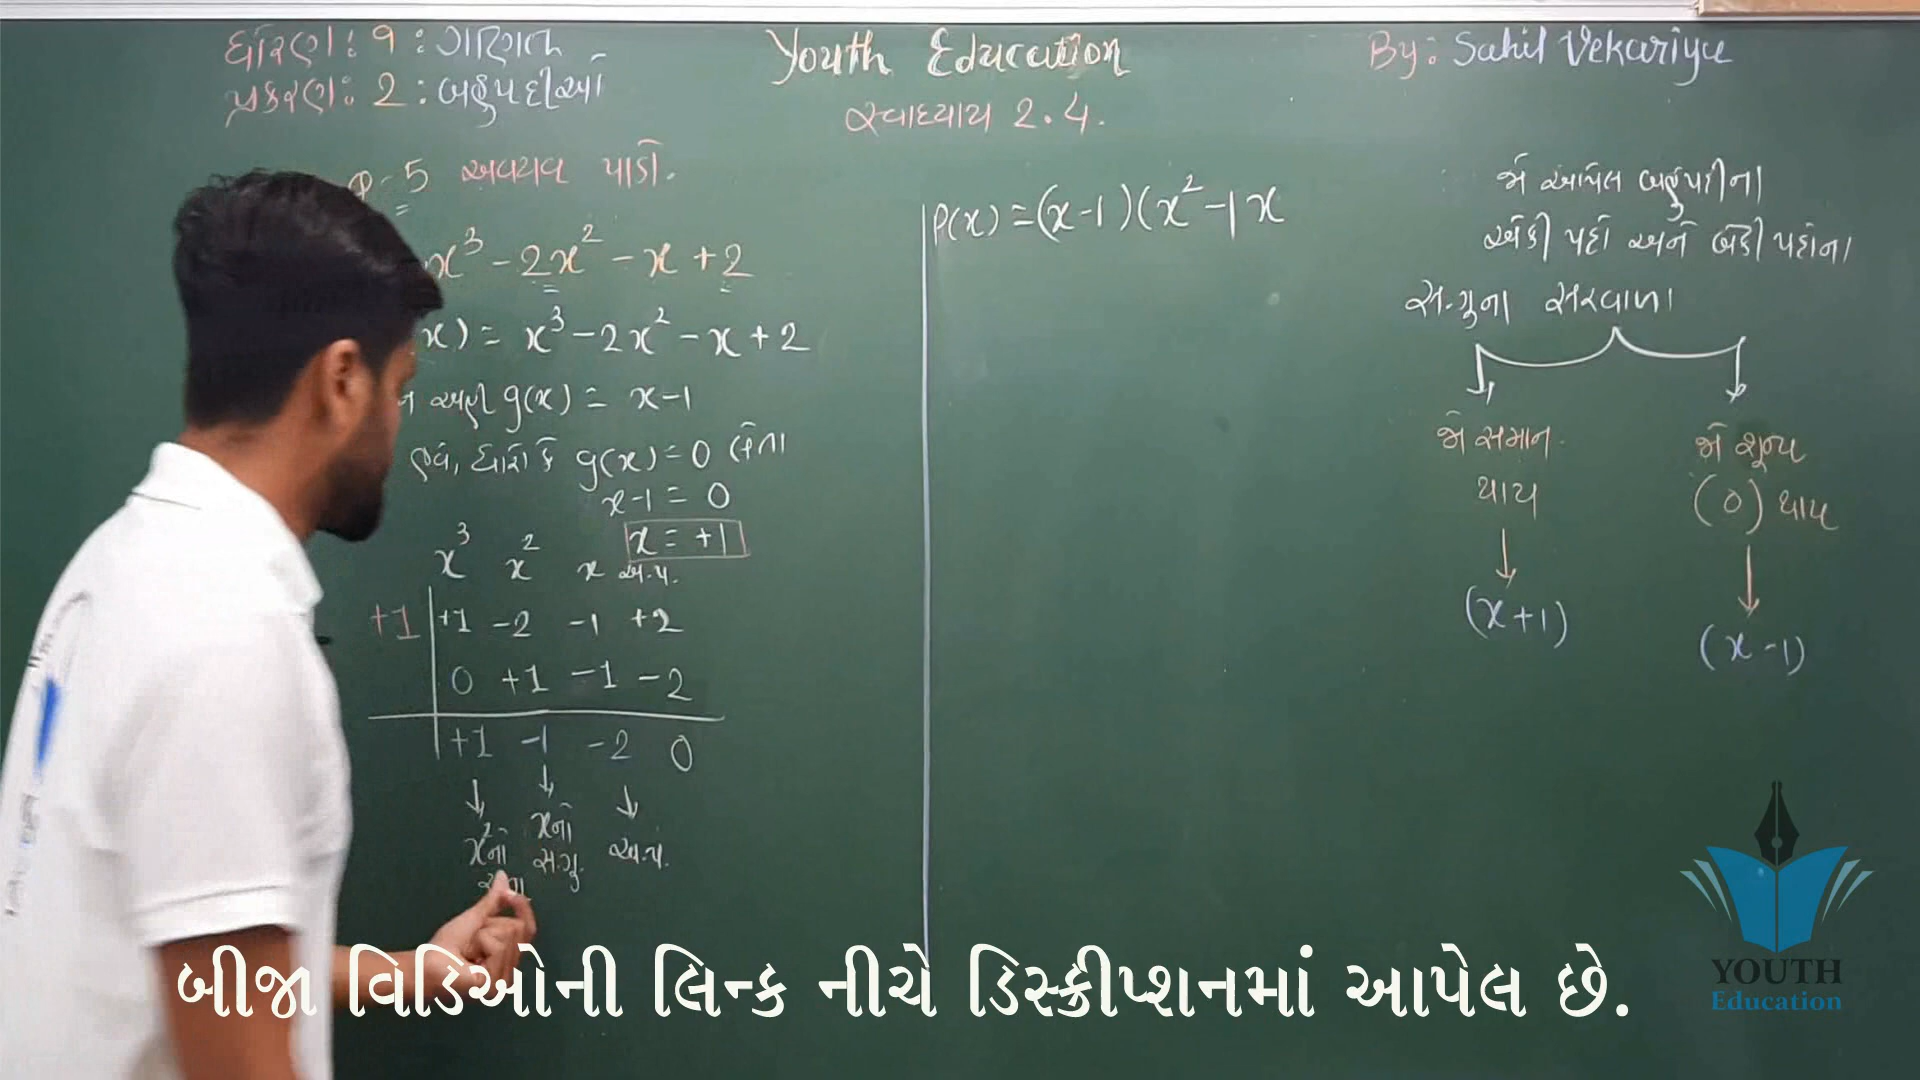 ધોરણ : 9 : ગણિત
પ્રકરણ : 2 : બહુપદીઓ
Youth Education
સ્વાધ્યાય 2.4.
By: Sahil Vekariya
5 અવયવ પાડો.
x³ - 2x² - x + 2
x) = x³ - 2x² - x + 2
અહીં g(x) = x-1
હવે, ધારો કે g(x) = 0 લેતા
x-1 = 0
x = +1
x³ x² x અ.પ.
+1 +1 -2 -1 +2
0 +1 -1 -2
+1 -1 -2 0
x²નો xનો અ.પ.
સ.ગુ.
P(x) = (x-1)(x² -1x
જો આપેલ બહુપદીના
એકી પદો અને બેકી પદોના
સ.ગુના સરવાળા
જો સમાન
થાય
(x+1)
જો શૂન્ય
(0) થાય
(x-1)
YOUTH
Education
બીજા વિડિઓની લિન્ક નીચે ડિસ્ક્રીપ્શનમાં આપેલ છે.